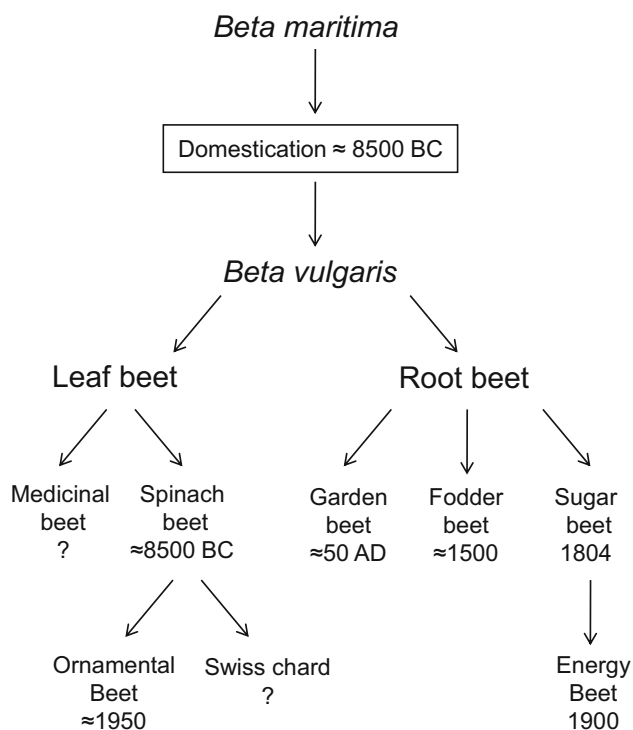 Beta maritima
Domestication ≈ 8500 BC
Beta vulgaris
Leaf beet
Root beet
Medicinal
beet
?
Spinach
beet
≈8500 BC
Garden
beet
≈50 AD
Fodder
beet
≈1500
Sugar
beet
1804
Ornamental
Beet
≈1950
Swiss chard
?
Energy
Beet
1900